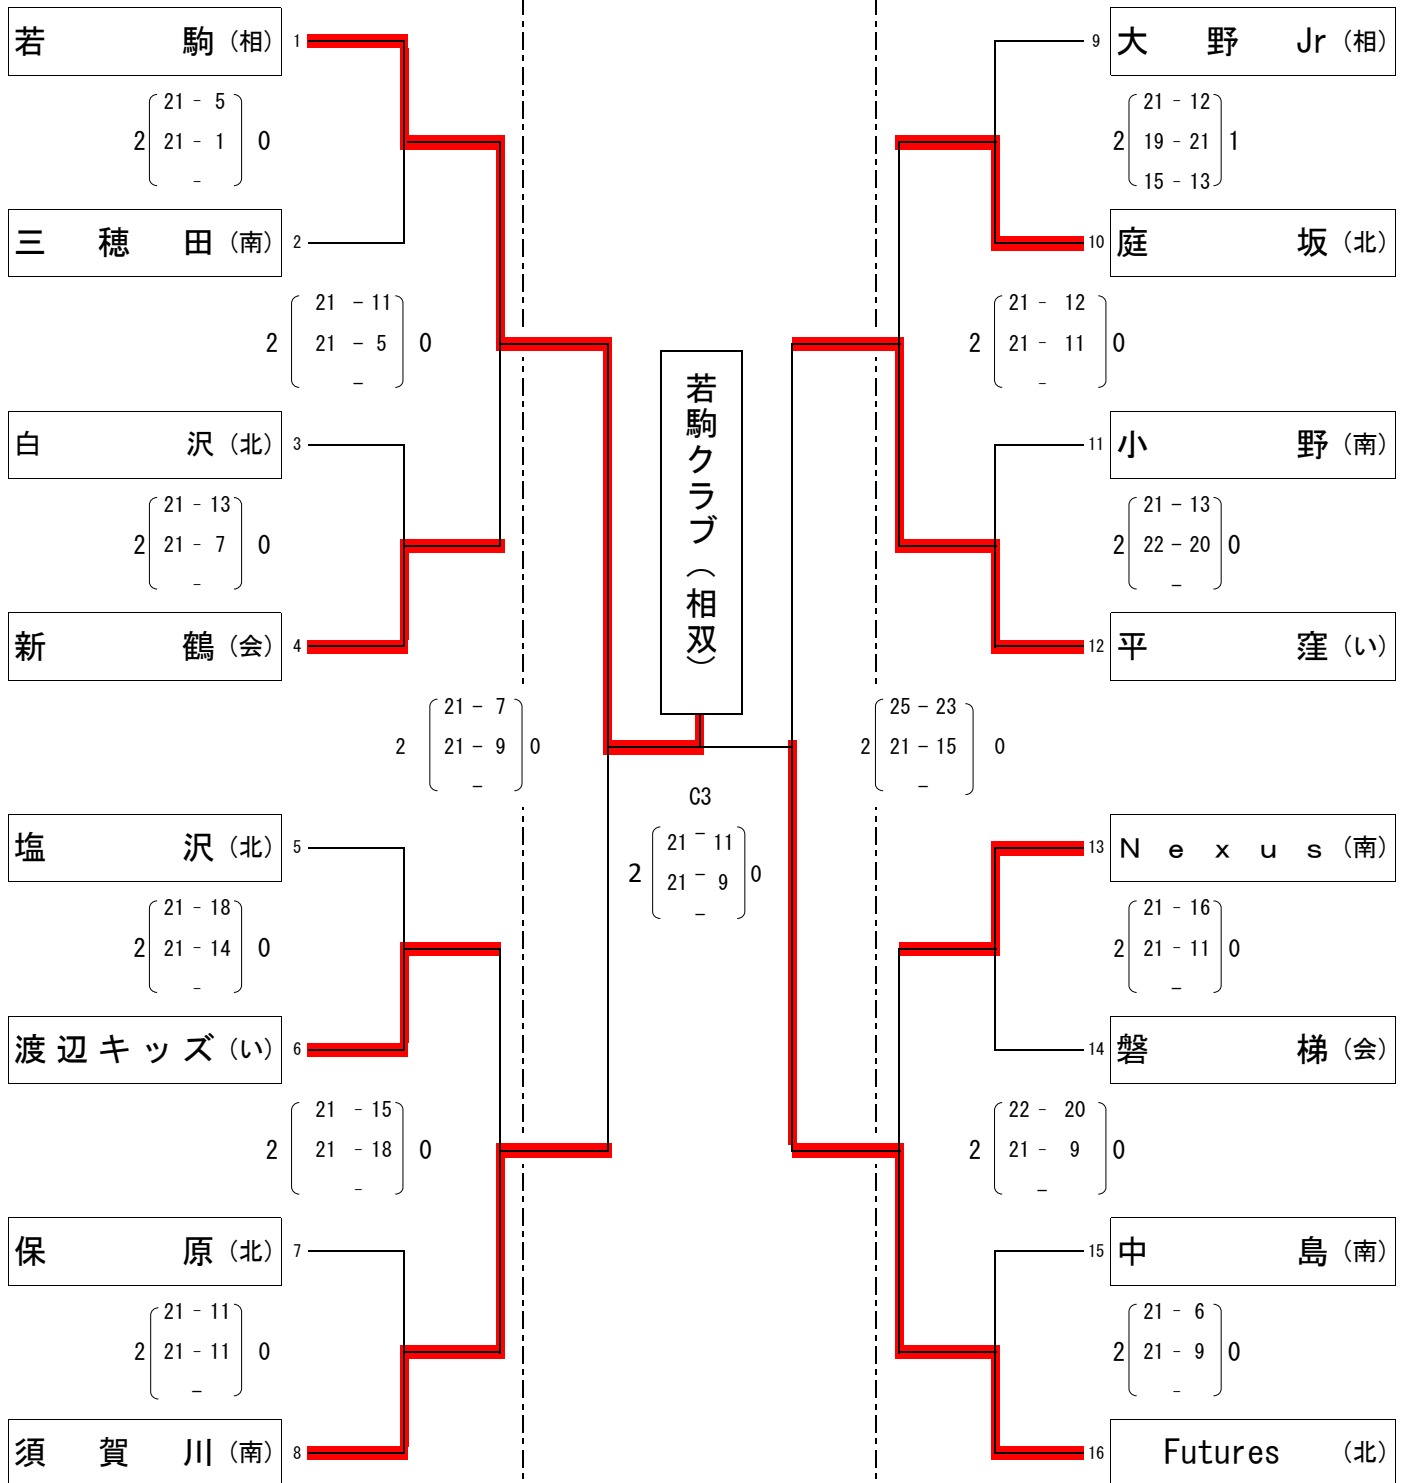 若駒（相） 1
2 21 - 5 0
21 - 1
-
三穂田（南） 2
2 21 - 11 0
21 - 5
-
白沢（北） 3
2 21 - 13 0
21 - 7
-
新鶴（会） 4
2 21 - 7 0
21 - 9
-
塩沢（北） 5
2 21 - 18 0
21 - 14
-
渡辺キッズ（い） 6
2 21 - 15 0
21 - 18
-
保原（北） 7
2 21 - 11 0
21 - 11
-
須賀川（南） 8
若駒クラブ（相双）
C3
2 21 - 11 0
21 - 9
-
9 大野Jr（相）
2 21 - 12 1
19 - 21
15 - 13
10 庭坂（北）
2 21 - 12 0
21 - 11
-
11 小野（南）
2 21 - 13 0
22 - 20
-
12 平窪（い）
2 25 - 23 0
21 - 15
-
13 Nexus（南）
2 21 - 16 0
21 - 11
-
14 磐梯（会）
2 22 - 20 0
21 - 9
-
15 中島（南）
2 21 - 6 0
21 - 9
-
16 Futures（北）